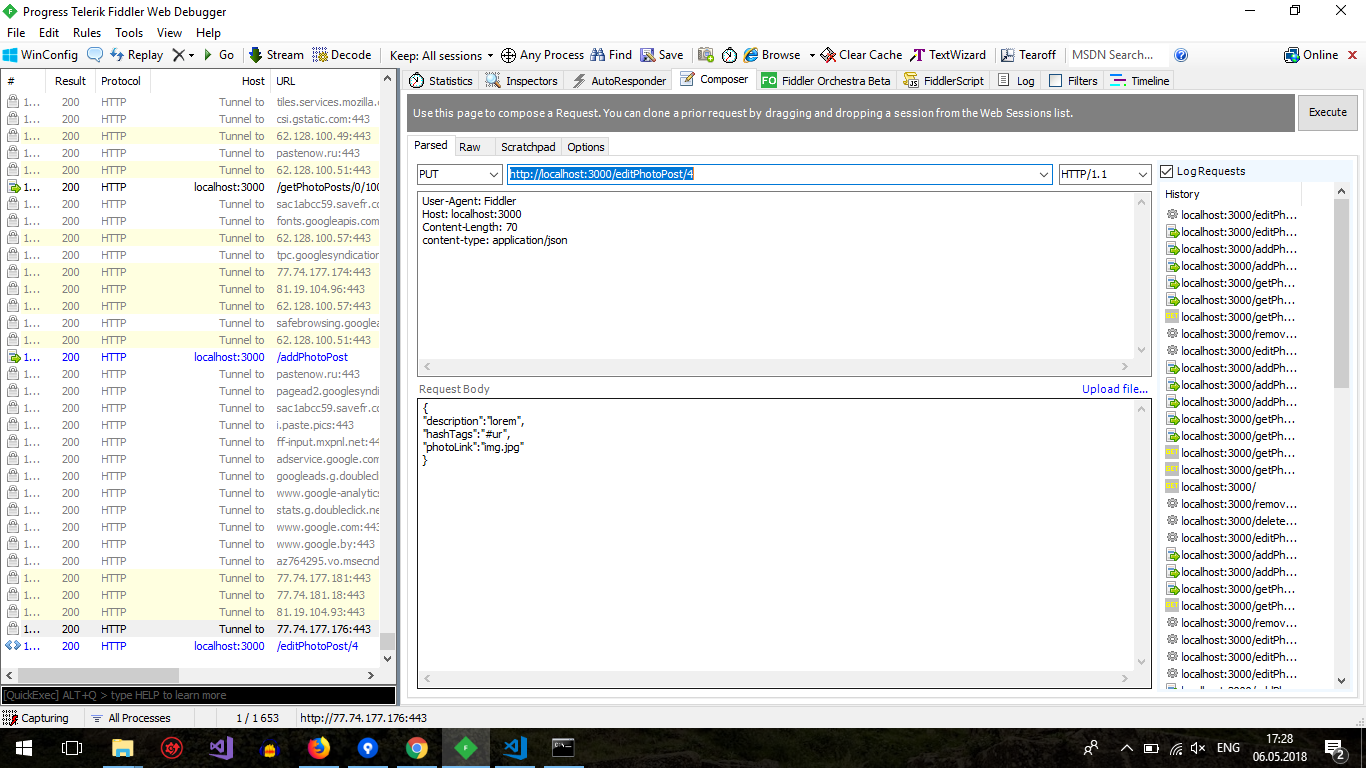 Progress Telerik Fiddler Web Debugger
File Edit Rules Tools View Help
WinConfig Replay Go Stream Decode Keep: All sessions Any Process Find Save Browse Clear Cache TextWizard Tearoff MSDN Search... Online
# Result Protocol Host URL
1... 200 HTTP Tunnel to tiles.services.mozilla.c
1... 200 HTTP Tunnel to csi.gstatic.com:443
1... 200 HTTP Tunnel to 62.128.100.49:443
1... 200 HTTP Tunnel to pastenow.ru:443
1... 200 HTTP Tunnel to 62.128.100.51:443
1... 200 HTTP localhost:3000 /getPhotoPosts/0/100
1... 200 HTTP Tunnel to sac1abcc59.savefr.co
1... 200 HTTP Tunnel to fonts.googleapis.com
1... 200 HTTP Tunnel to 62.128.100.57:443
1... 200 HTTP Tunnel to tpc.googlesyndication
1... 200 HTTP Tunnel to 77.74.177.174:443
1... 200 HTTP Tunnel to 81.19.104.96:443
1... 200 HTTP Tunnel to 62.128.100.57:443
1... 200 HTTP Tunnel to safebrowsing.googlea
1... 200 HTTP Tunnel to 62.128.100.51:443
1... 200 HTTP localhost:3000 /addPhotoPost
1... 200 HTTP Tunnel to pastenow.ru:443
1... 200 HTTP Tunnel to pagead2.googlesyndi
1... 200 HTTP Tunnel to sac1abcc59.savefr.co
1... 200 HTTP Tunnel to i.paste.pics:443
1... 200 HTTP Tunnel to ff-input.mxpnl.net:44
1... 200 HTTP Tunnel to adservice.google.com
1... 200 HTTP Tunnel to googleads.g.doublecl
1... 200 HTTP Tunnel to www.google-analytics
1... 200 HTTP Tunnel to stats.g.doubleclick.ne
1... 200 HTTP Tunnel to www.google.com:443
1... 200 HTTP Tunnel to www.google.by:443
1... 200 HTTP Tunnel to az764295.vo.msecnd
1... 200 HTTP Tunnel to 77.74.177.181:443
1... 200 HTTP Tunnel to 77.74.181.18:443
1... 200 HTTP Tunnel to 81.19.104.93:443
1... 200 HTTP Tunnel to 77.74.177.176:443
1... 200 HTTP localhost:3000 /editPhotoPost/4
[QuickExec] ALT+Q > type HELP to learn more
Statistics Inspectors AutoResponder Composer FO Fiddler Orchestra Beta FiddlerScript Log Filters Timeline
Use this page to compose a Request. You can clone a prior request by dragging and dropping a session from the Web Sessions list.
Execute
Parsed Raw Scratchpad Options
PUT http://localhost:3000/editPhotoPost/4 HTTP/1.1
User-Agent: Fiddler
Host: localhost:3000
Content-Length: 70
content-type: application/json
Request Body Upload file...
{
"description":"lorem",
"hashTags":"#ur",
"photoLink":"img.jpg"
}
Log Requests
History
localhost:3000/editPh...
localhost:3000/editPh...
localhost:3000/addPh...
localhost:3000/addPh...
localhost:3000/getPh...
localhost:3000/getPh...
GET localhost:3000/getPh...
localhost:3000/remov...
localhost:3000/editPh...
localhost:3000/addPh...
localhost:3000/addPh...
localhost:3000/addPh...
localhost:3000/getPh...
localhost:3000/getPh...
GET localhost:3000/getPh...
GET localhost:3000/getPh...
GET localhost:3000/
localhost:3000/remov...
localhost:3000/delete...
localhost:3000/editPh...
localhost:3000/addPh...
localhost:3000/addPh...
localhost:3000/getPh...
GET localhost:3000/getPh...
localhost:3000/remov...
localhost:3000/editPh...
localhost:3000/editPh...
localhost:3000/editPh...
localhost:3000/addPh...
Capturing All Processes 1 / 1 653 http://77.74.177.176:443
ENG 17:28
06.05.2018
2